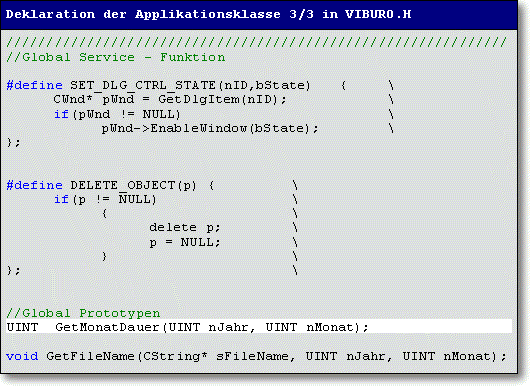 Deklaration der Applikationsklasse 3/3 in VIBURO.H
///////////////////////////////////////////////////////////////
//Global Service - Funktion
#define SET_DLG_CTRL_STATE(nID,bState)    {     \
      CWnd* pWnd = GetDlgItem(nID);             \
      if(pWnd != NULL)                          \
            pWnd->EnableWindow(bState);         \
};
#define DELETE_OBJECT(p) {          \
      if(p != NULL)                 \
            {                       \
                  delete p;         \
                  p = NULL;         \
            }                       \
};                                  \
//Global Prototypen
UINT  GetMonatDauer(UINT nJahr, UINT nMonat);
void GetFileName(CString* sFileName, UINT nJahr, UINT nMonat);